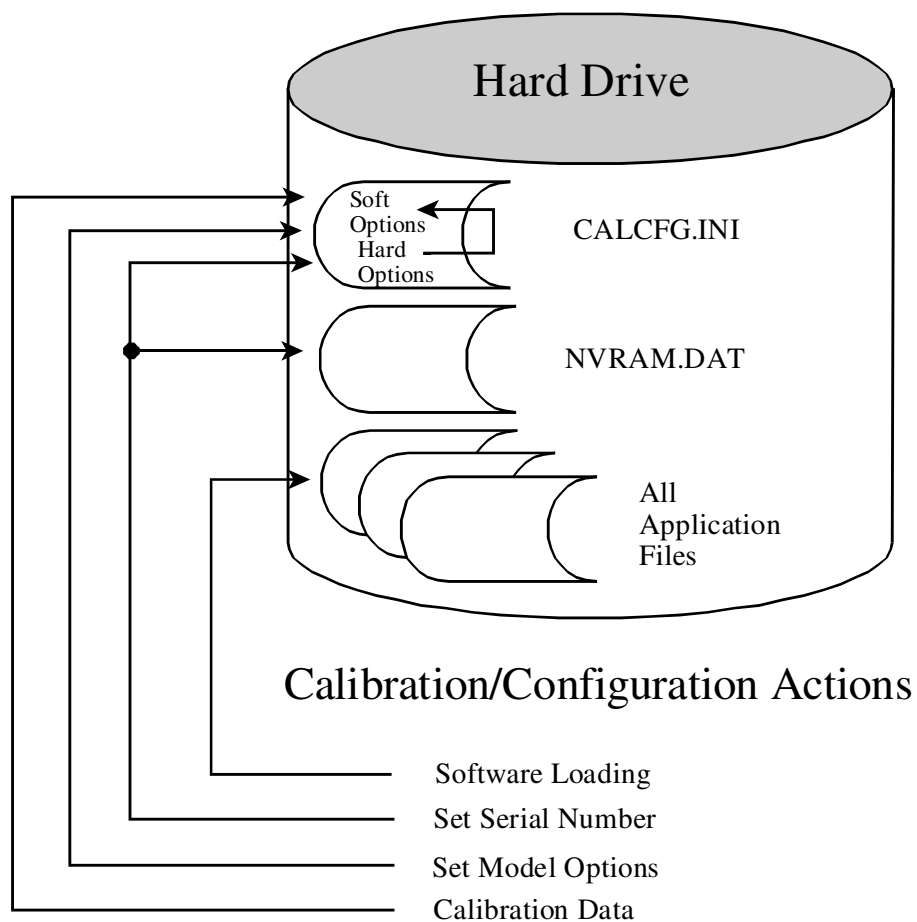 Hard Drive
Soft
Options
Hard
Options
CALCFG.INI
NVRAM.DAT
All
Application
Files
Calibration/Configuration Actions
Software Loading
Set Serial Number
Set Model Options
Calibration Data